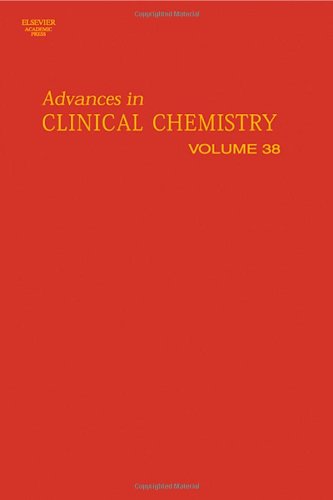 ELSEVIER
ACADEMIC
PRESS
Advances in
CLINICAL CHEMISTRY
VOLUME 38